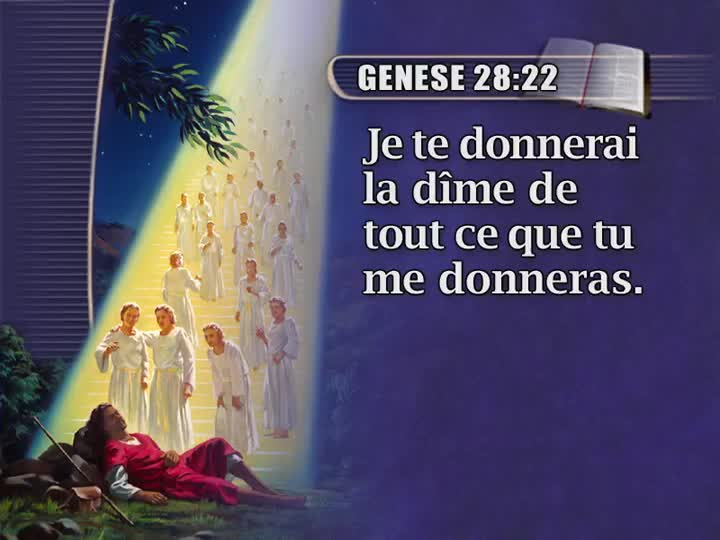 GENESE 28:22
Je te donnerai
la dîme de
tout ce que tu
me donneras.